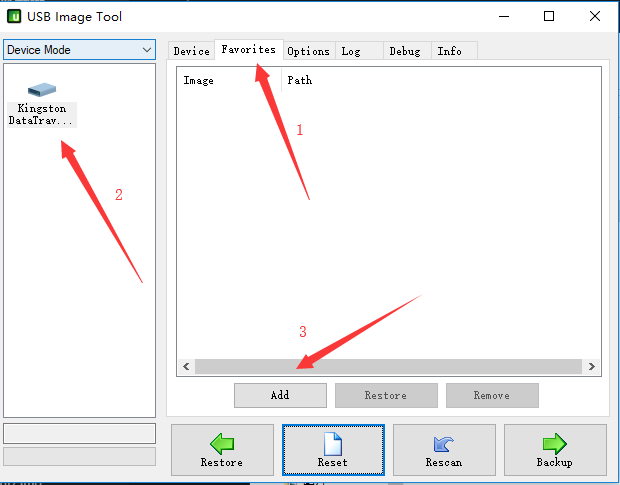 USB Image Tool
Device Mode
Device Favorites Options Log Debug Info
Image Path
Kingston
DataTrav...
1
2
3
Add Restore Remove
Restore Reset Rescan Backup